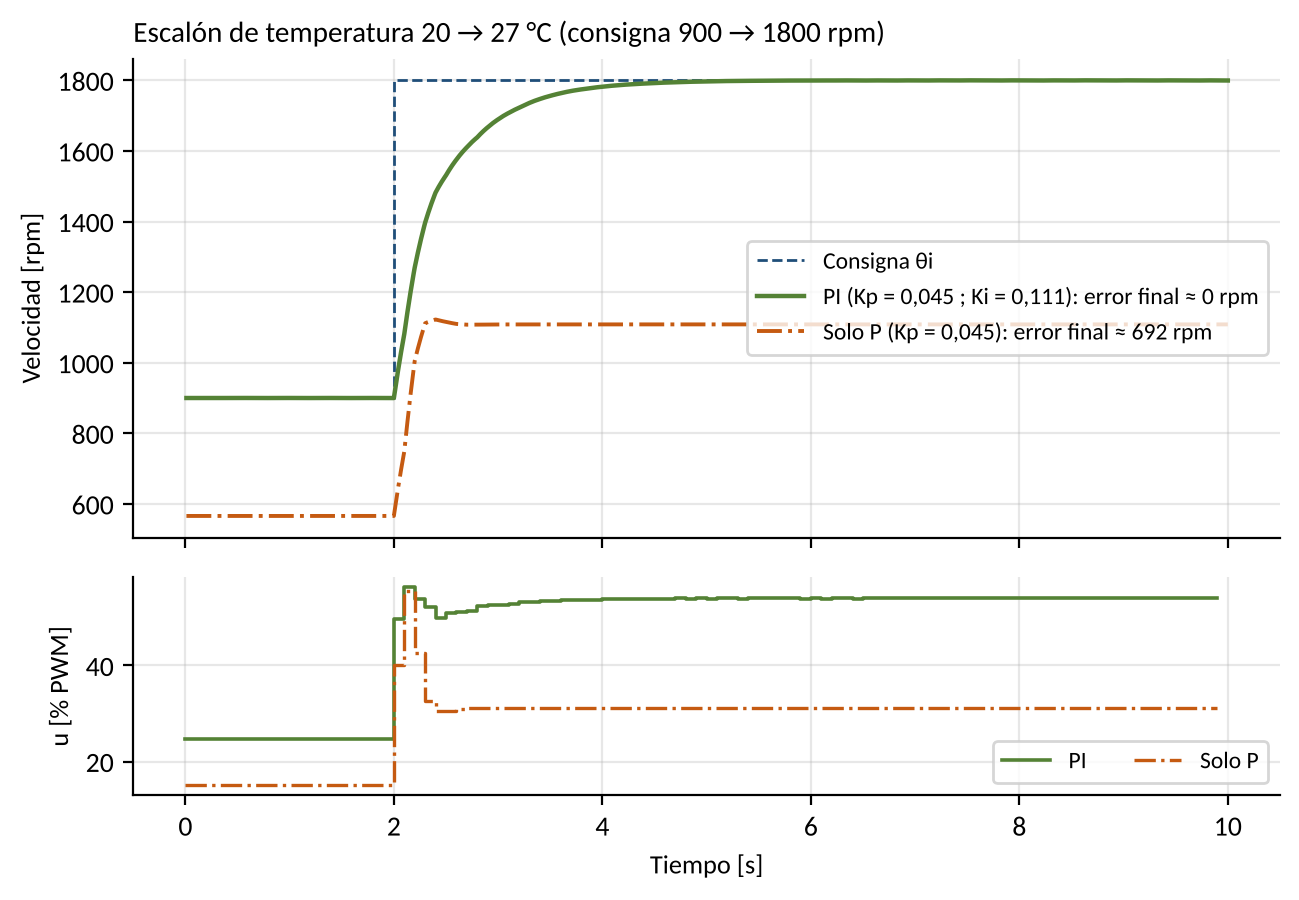 Escalón de temperatura 20 → 27 °C (consigna 900 → 1800 rpm)
Velocidad [rpm]
1800
1600
1400
1200
1000
800
600
Consigna θi
PI (Kp = 0,045 ; Ki = 0,111): error final ≈ 0 rpm
Solo P (Kp = 0,045): error final ≈ 692 rpm
u [% PWM]
40
20
PI
Solo P
0 2 4 6 8 10
Tiempo [s]